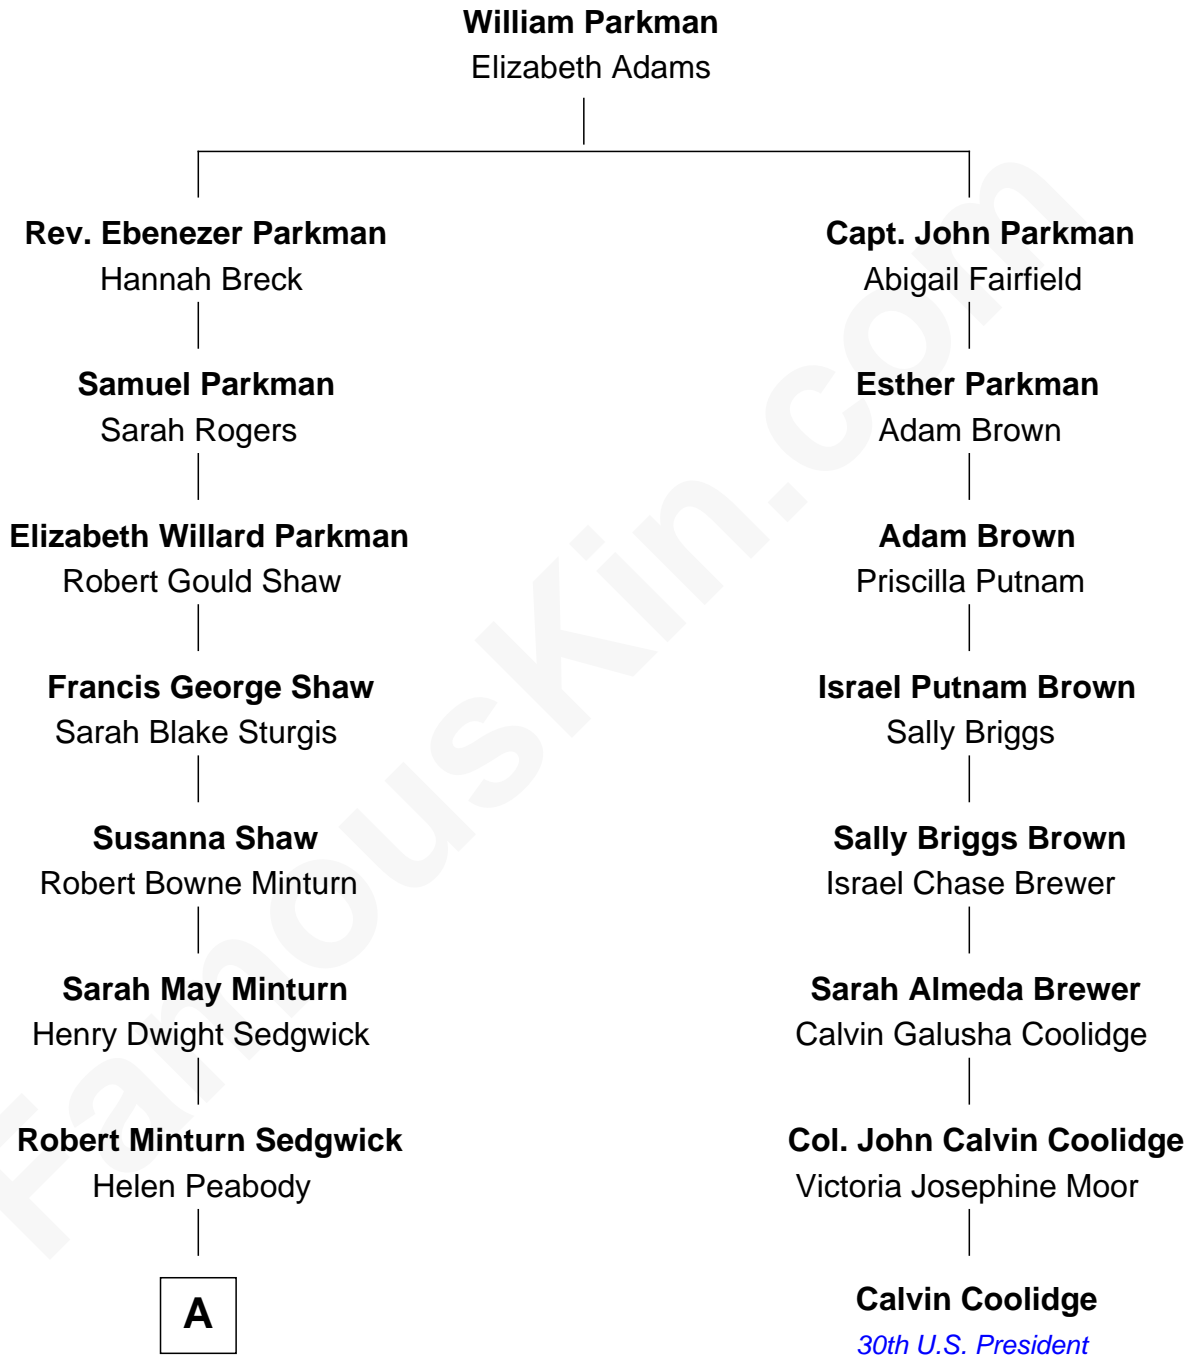 William Parkman
Elizabeth Adams
Rev. Ebenezer Parkman
Hannah Breck
Capt. John Parkman
Abigail Fairfield
Samuel Parkman
Sarah Rogers
Esther Parkman
Adam Brown
Elizabeth Willard Parkman
Robert Gould Shaw
Adam Brown
Priscilla Putnam
Francis George Shaw
Sarah Blake Sturgis
Israel Putnam Brown
Sally Briggs
Susanna Shaw
Robert Bowne Minturn
Sally Briggs Brown
Israel Chase Brewer
Sarah May Minturn
Henry Dwight Sedgwick
Sarah Almeda Brewer
Calvin Galusha Coolidge
Robert Minturn Sedgwick
Helen Peabody
Col. John Calvin Coolidge
Victoria Josephine Moor
A
Calvin Coolidge
30th U.S. President
FamousKin.com